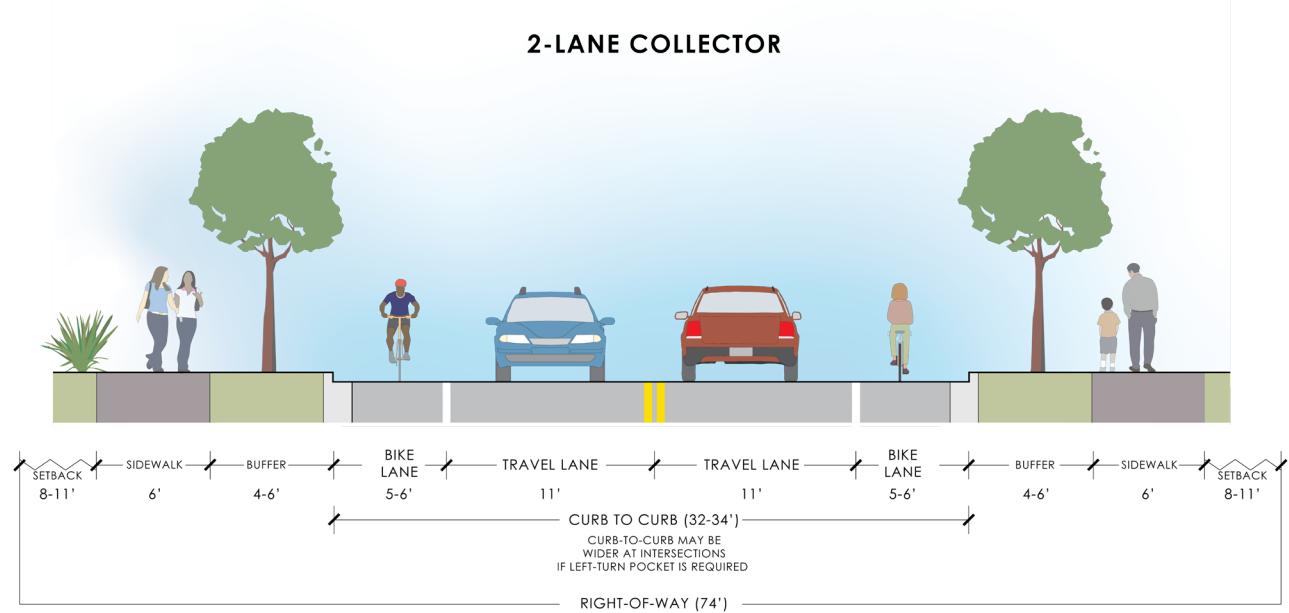 2-LANE COLLECTOR
SETBACK
8-11’
SIDEWALK
6’
BUFFER
4-6’
BIKE
LANE
5-6’
TRAVEL LANE
11’
TRAVEL LANE
11’
BIKE
LANE
5-6’
BUFFER
4-6’
SIDEWALK
6’
SETBACK
8-11’
CURB TO CURB (32-34’)
CURB-TO-CURB MAY BE
WIDER AT INTERSECTIONS
IF LEFT-TURN POCKET IS REQUIRED
RIGHT-OF-WAY (74’)